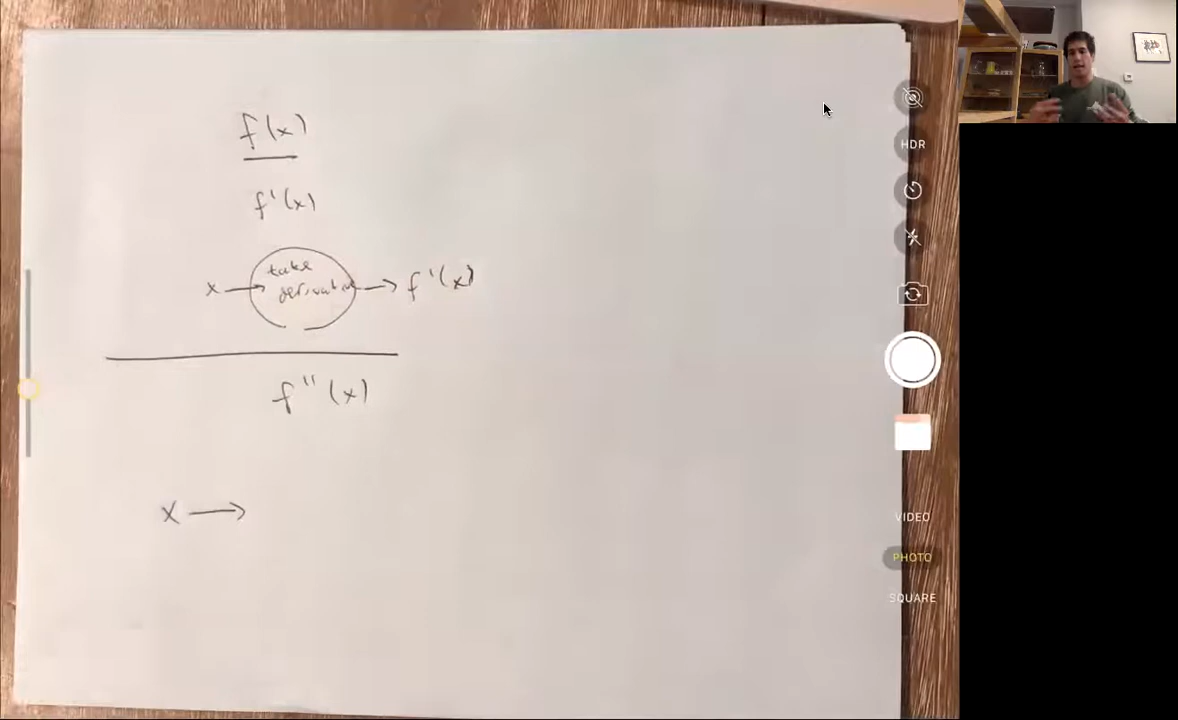 f(x)
f'(x)
x → take derivative → f'(x)
f''(x)
x →
HDR
VIDEO
PHOTO
SQUARE